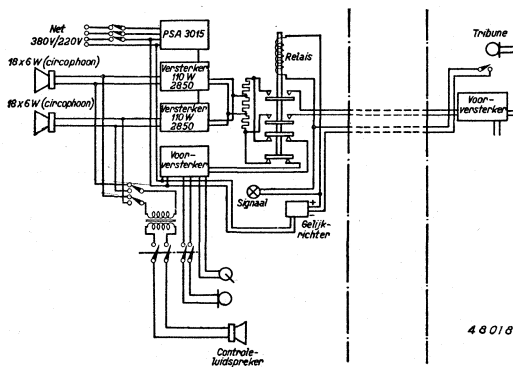 Net
380V/220V
PSA 3015
18 x 6 W (circophoon)
Versterker
110 W
2850
18 x 6 W (circophoon)
Versterker
110 W
2850
Voor-
versterker
Relais
Signaal
+
-
Gelijk-
richter
Tribune
Voor-
versterker
Controle-
luidspreker
48018